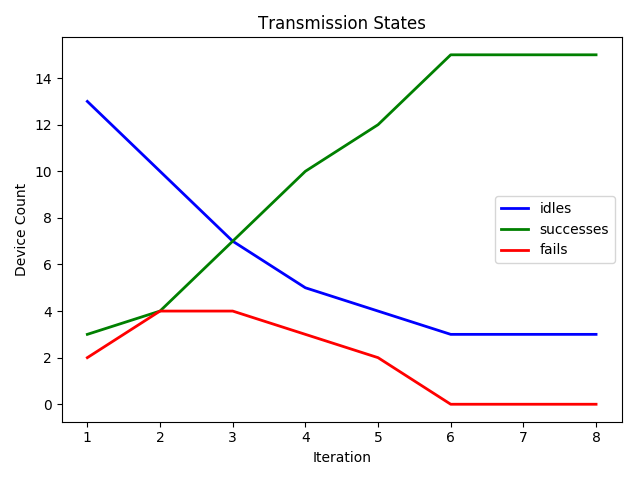 Transmission States
14
12
10
8
6
4
2
0
Device Count
idles
successes
fails
1 2 3 4 5 6 7 8
Iteration